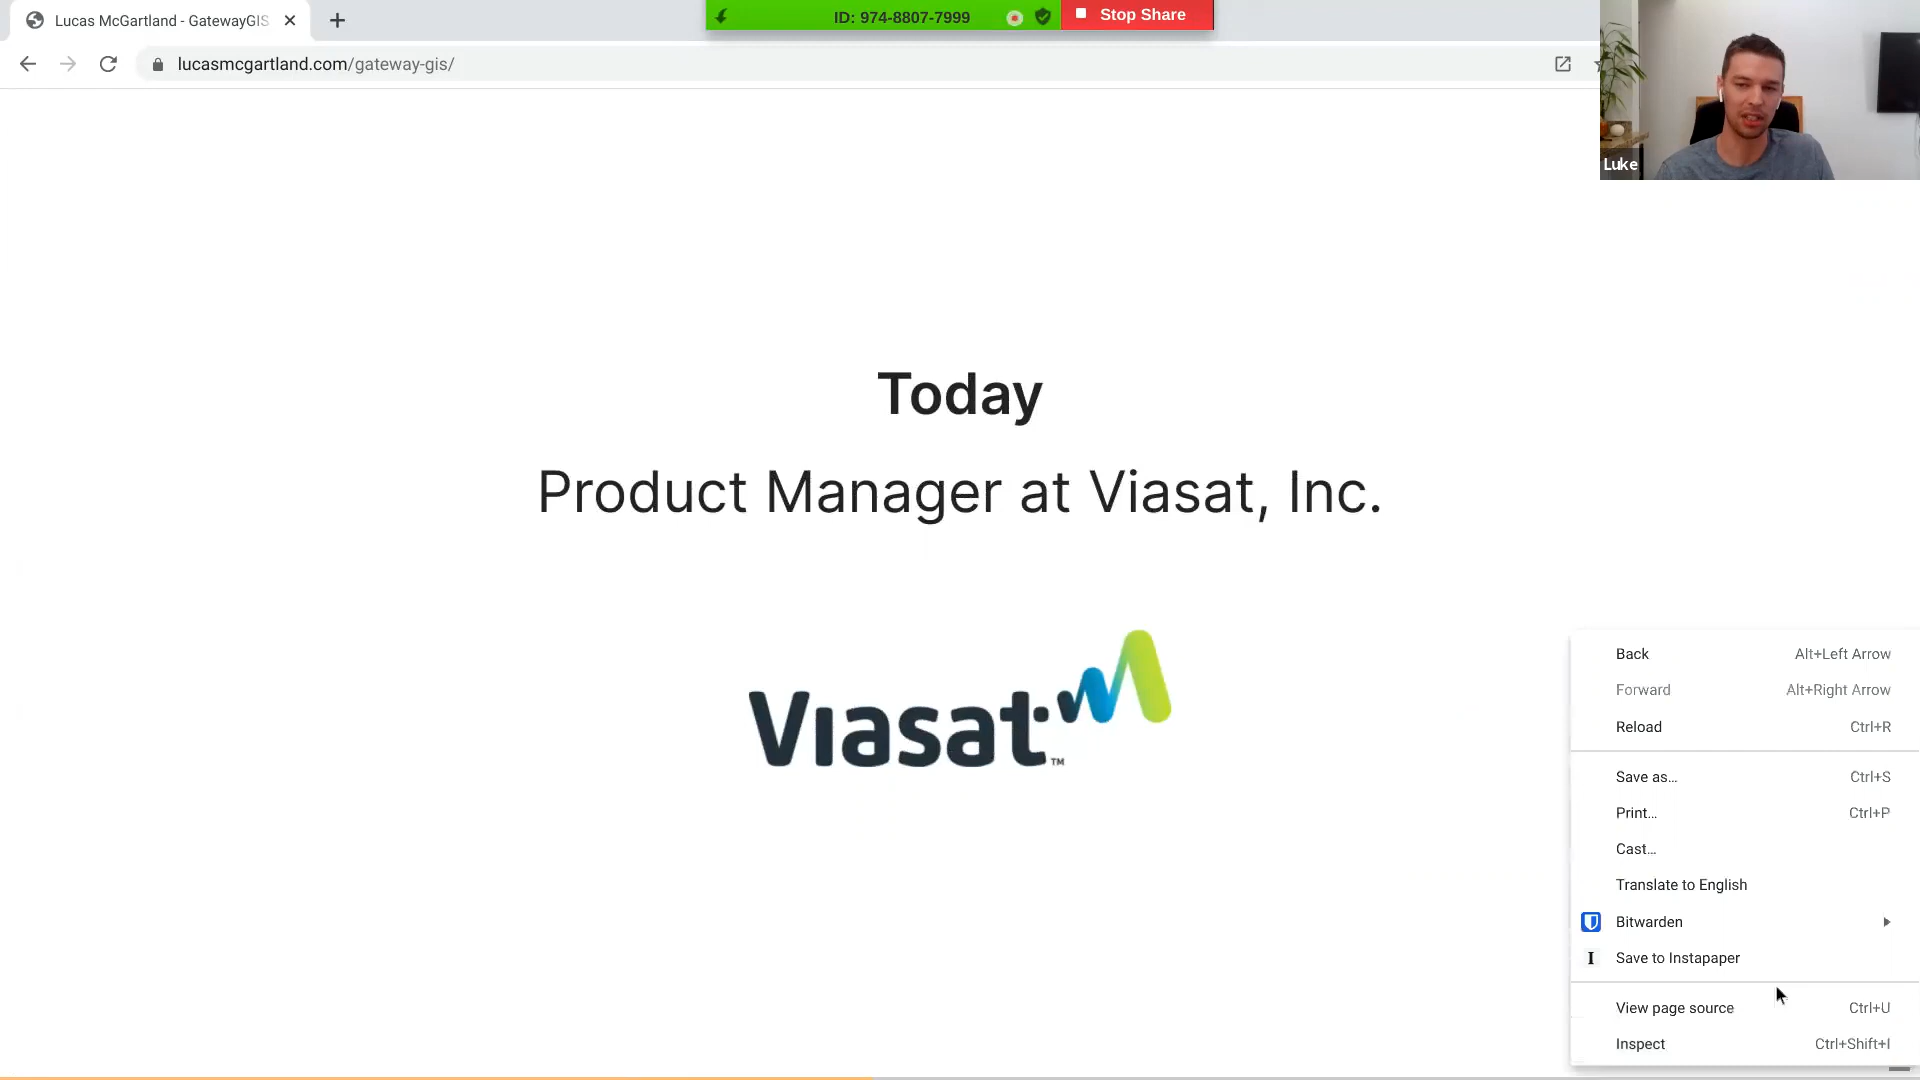 Lucas McGartland - GatewayGIS
ID: 974-8807-7999
Stop Share
lucasmcgartland.com/gateway-gis/
Luke
Today
Product Manager at Viasat, Inc.
Viasat™
Back Alt+Left Arrow
Forward Alt+Right Arrow
Reload Ctrl+R
Save as... Ctrl+S
Print... Ctrl+P
Cast...
Translate to English
Bitwarden
Save to Instapaper
View page source Ctrl+U
Inspect Ctrl+Shift+I